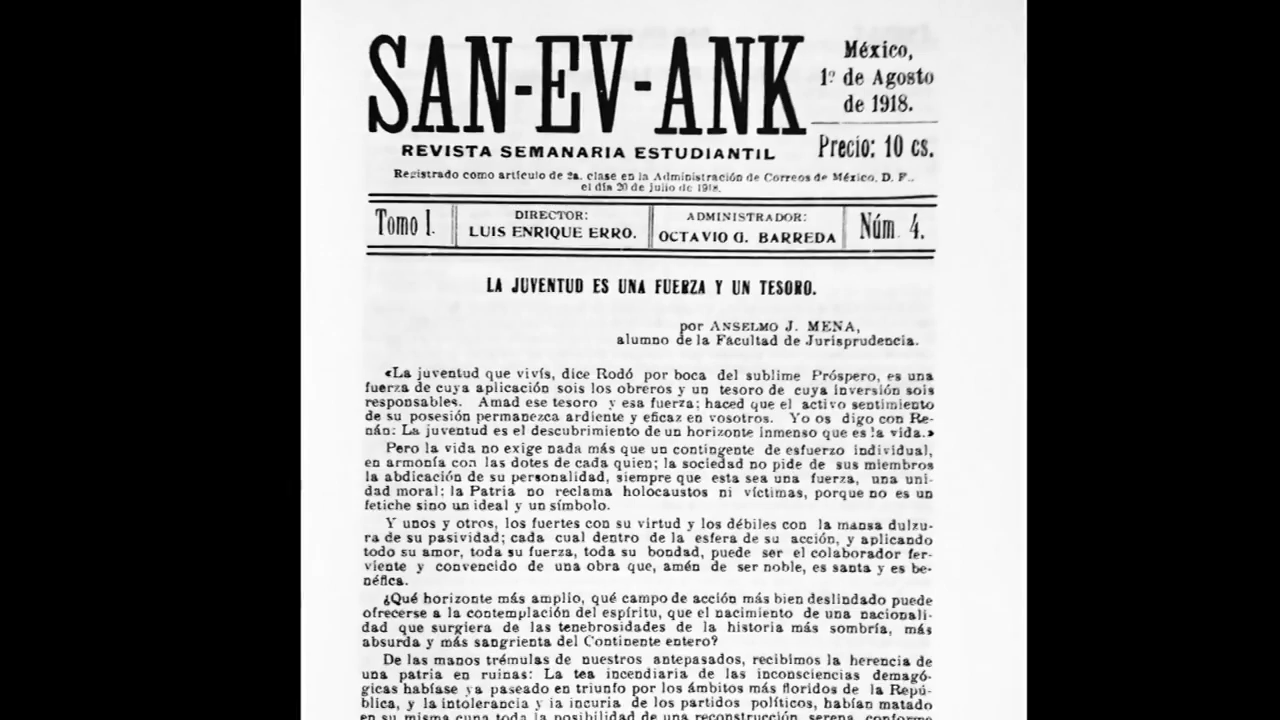 SAN-EV-ANK
REVISTA SEMANARIA ESTUDIANTIL
Registrado como artículo de 2a. clase en la Administración de Correos de México, D. F.,
el día 20 de julio de 1918.
México,
1º de Agosto
de 1918.
Precio: 10 cs.
Tomo I.
DIRECTOR:
LUIS ENRIQUE ERRO.
ADMINISTRADOR:
OCTAVIO G. BARREDA
Núm. 4.
LA JUVENTUD ES UNA FUERZA Y UN TESORO.
por ANSELMO J. MENA,
alumno de la Facultad de Jurisprudencia.
«La juventud que vivís, dice Rodó por boca del sublime Próspero, es una
fuerza de cuya aplicación sois los obreros y un tesoro de cuya inversión sois
responsables. Amad ese tesoro y esa fuerza; haced que el activo sentimiento
de su posesión permanezca ardiente y eficaz en vosotros. Yo os digo con Re-
nán: La juventud es el descubrimiento de un horizonte inmenso que es la vida.»
Pero la vida no exige nada más que un contingente de esfuerzo individual,
en armonía con las dotes de cada quien; la sociedad no pide de sus miembros
la abdicación de su personalidad, siempre que esta sea una fuerza, una uni-
dad moral; la Patria no reclama holocaustos ni víctimas, porque no es un
fetiche sino un ideal y un símbolo.
Y unos y otros, los fuertes con su virtud y los débiles con la mansa dulzu-
ra de su pasividad; cada cual dentro de la esfera de su acción, y aplicando
todo su amor, toda su fuerza, toda su bondad, puede ser el colaborador fer-
viente y convencido de una obra que, amén de ser noble, es santa y es be-
néfica.
¿Qué horizonte más amplio, qué campo de acción más bien deslindado puede
ofrecerse a la contemplación del espíritu, que el nacimiento de una nacionali-
dad que surgiera de las tenebrosidades de la historia más sombría, más
absurda y más sangrienta del Continente entero?
De las manos trémulas de nuestros antepasados, recibimos la herencia de
una patria en ruinas: La tea incendiaria de las inconsciencias demagó-
gicas habíase ya paseado en triunfo por los ámbitos más floridos de la Repú-
blica, y la intolerancia y la incuria de los partidos políticos, habían matado
en su misma cuna toda la posibilidad de una reconstrucción serena, conforme